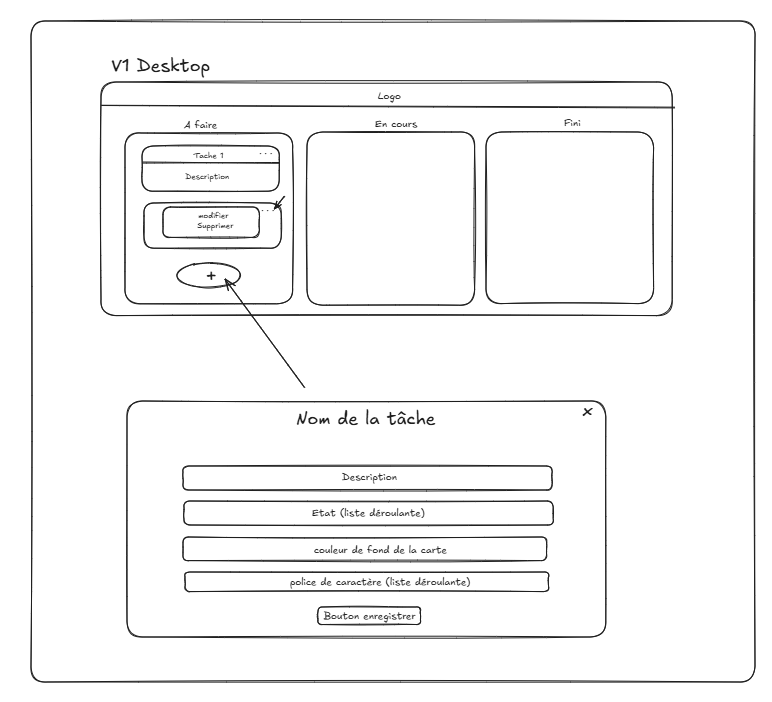 V1 Desktop
Logo
A faire
En cours
Fini
Tache 1 ...
Description
...
modifier
Supprimer
+
Nom de la tâche
x
Description
Etat (liste déroulante)
couleur de fond de la carte
police de caractère (liste déroulante)
Bouton enregistrer